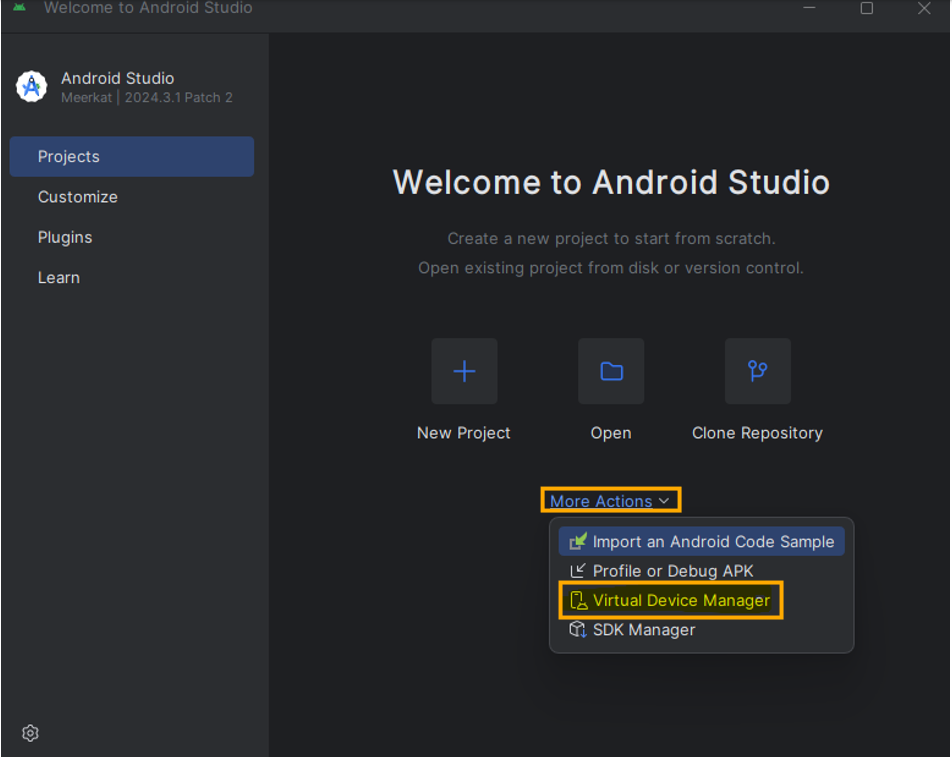 Welcome to Android Studio
Android Studio
Meerkat | 2024.3.1 Patch 2
Projects
Customize
Plugins
Learn
Welcome to Android Studio
Create a new project to start from scratch.
Open existing project from disk or version control.
New Project
Open
Clone Repository
More Actions
Import an Android Code Sample
Profile or Debug APK
Virtual Device Manager
SDK Manager